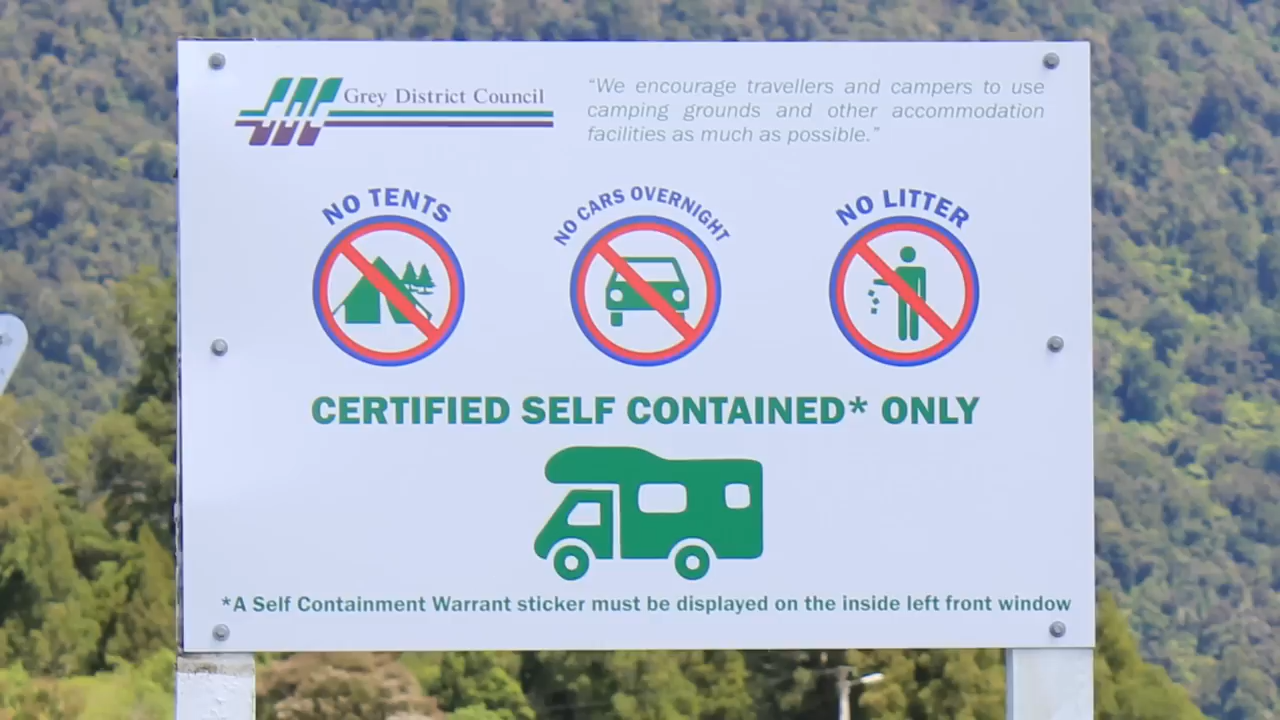 Grey District Council
“We encourage travellers and campers to use
camping grounds and other accommodation
facilities as much as possible.”
NO TENTS
NO CARS OVERNIGHT
NO LITTER
CERTIFIED SELF CONTAINED* ONLY
*A Self Containment Warrant sticker must be displayed on the inside left front window